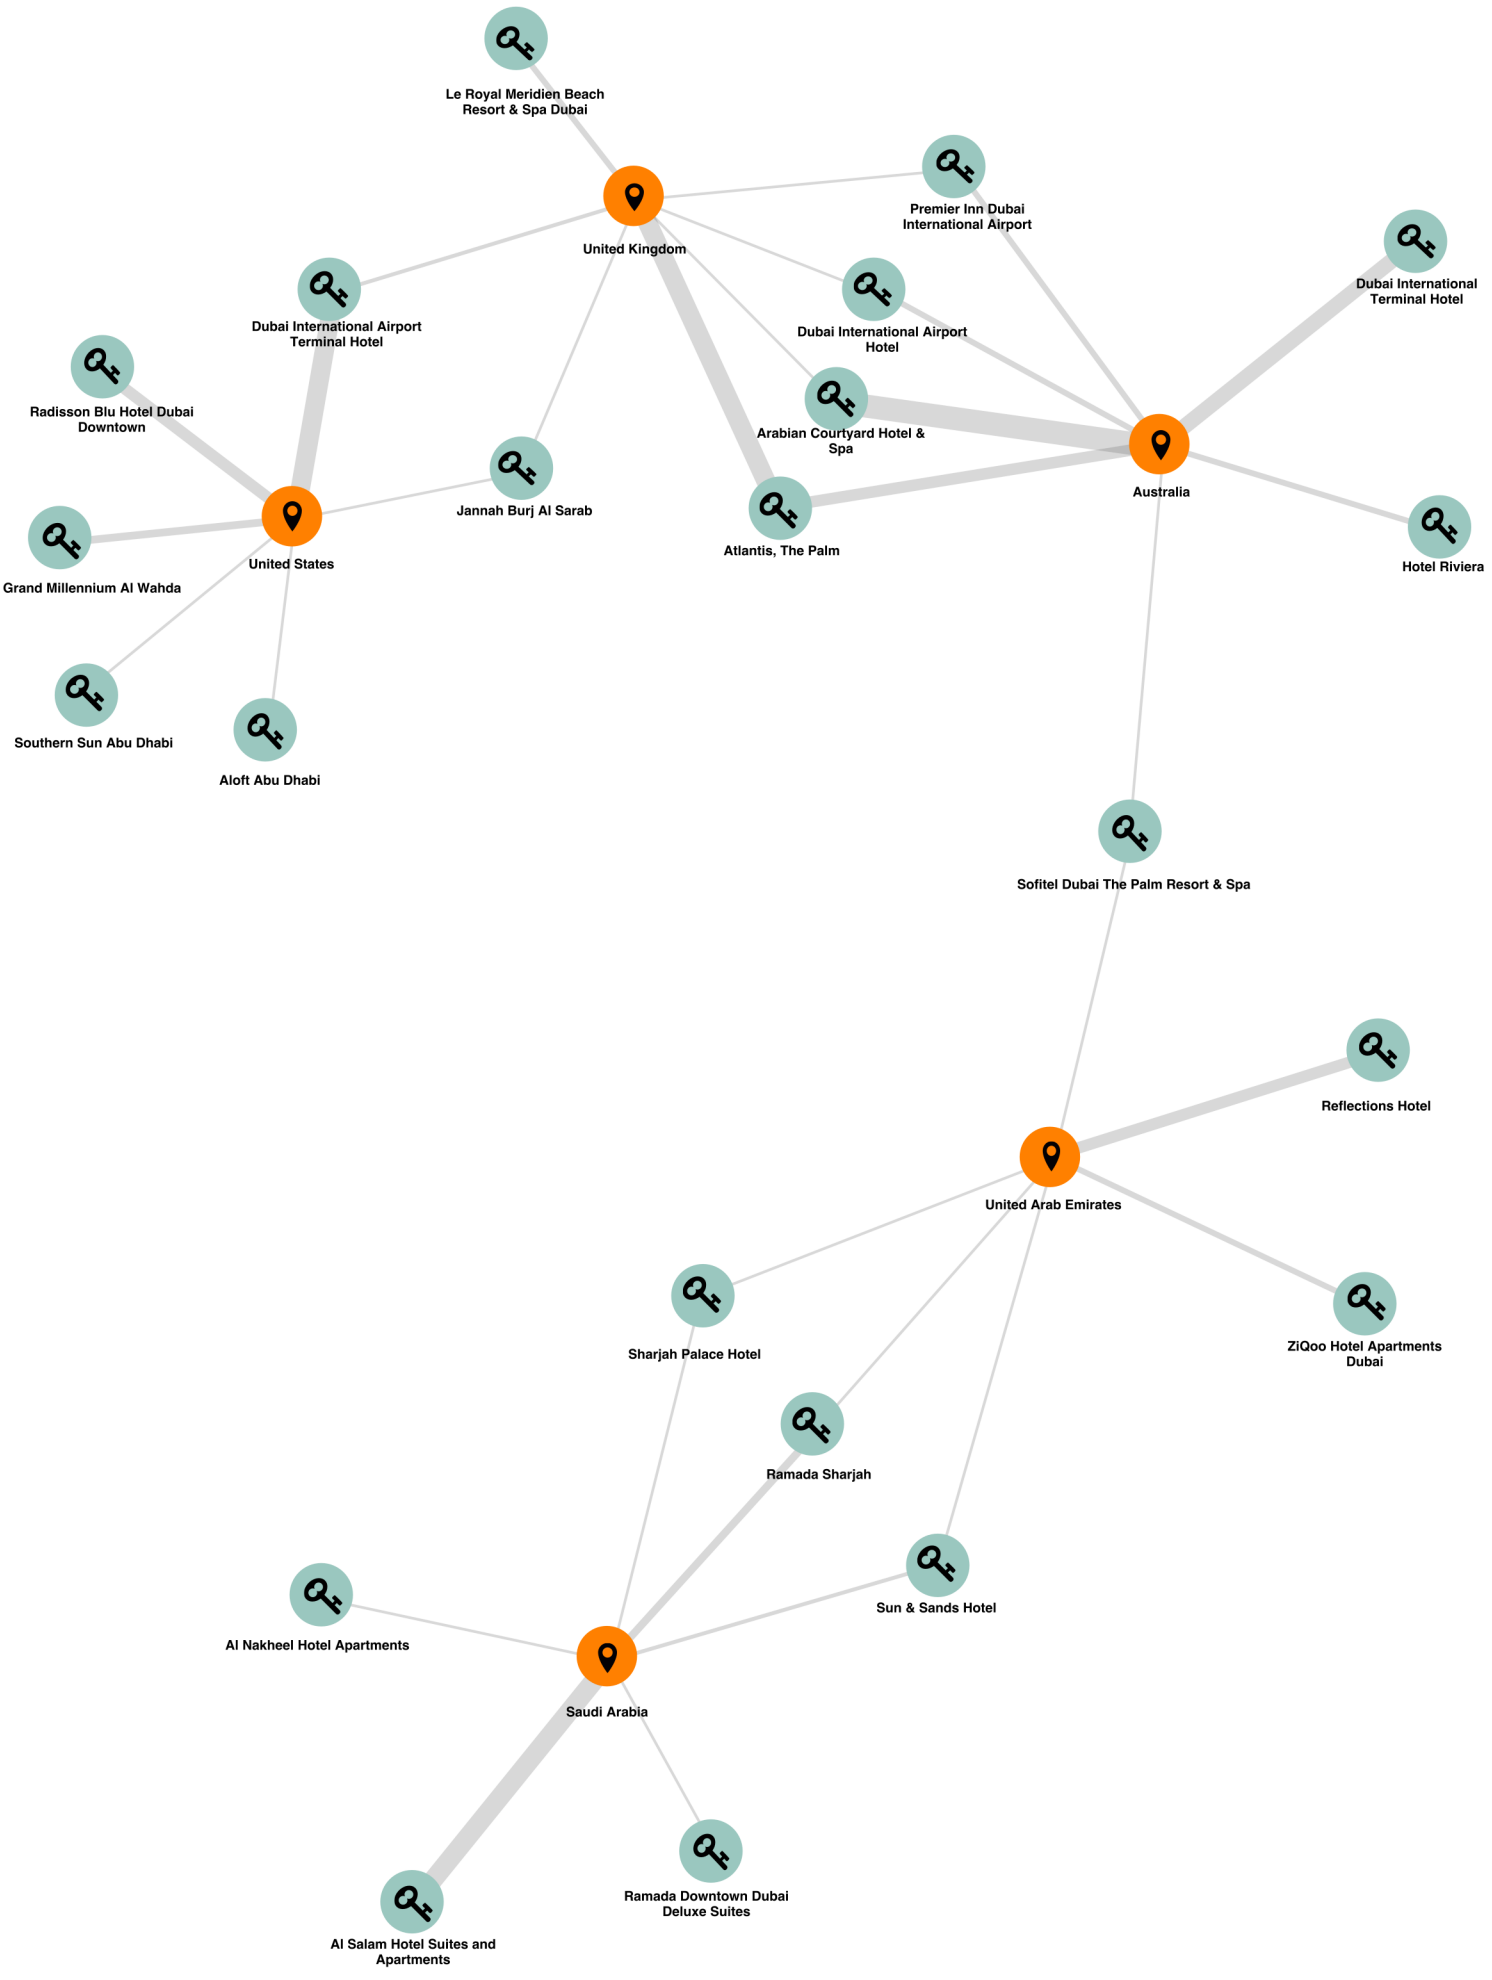 Le Royal Meridien Beach
Resort & Spa Dubai
Premier Inn Dubai
International Airport
United Kingdom
Dubai International
Terminal Hotel
Dubai International Airport
Terminal Hotel
Dubai International Airport
Hotel
Radisson Blu Hotel Dubai
Downtown
Arabian Courtyard Hotel &
Spa
Australia
Jannah Burj Al Sarab
Atlantis, The Palm
United States
Hotel Riviera
Grand Millennium Al Wahda
Southern Sun Abu Dhabi
Aloft Abu Dhabi
Sofitel Dubai The Palm Resort & Spa
Reflections Hotel
United Arab Emirates
Sharjah Palace Hotel
ZiQoo Hotel Apartments
Dubai
Ramada Sharjah
Sun & Sands Hotel
Al Nakheel Hotel Apartments
Saudi Arabia
Ramada Downtown Dubai
Deluxe Suites
Al Salam Hotel Suites and
Apartments